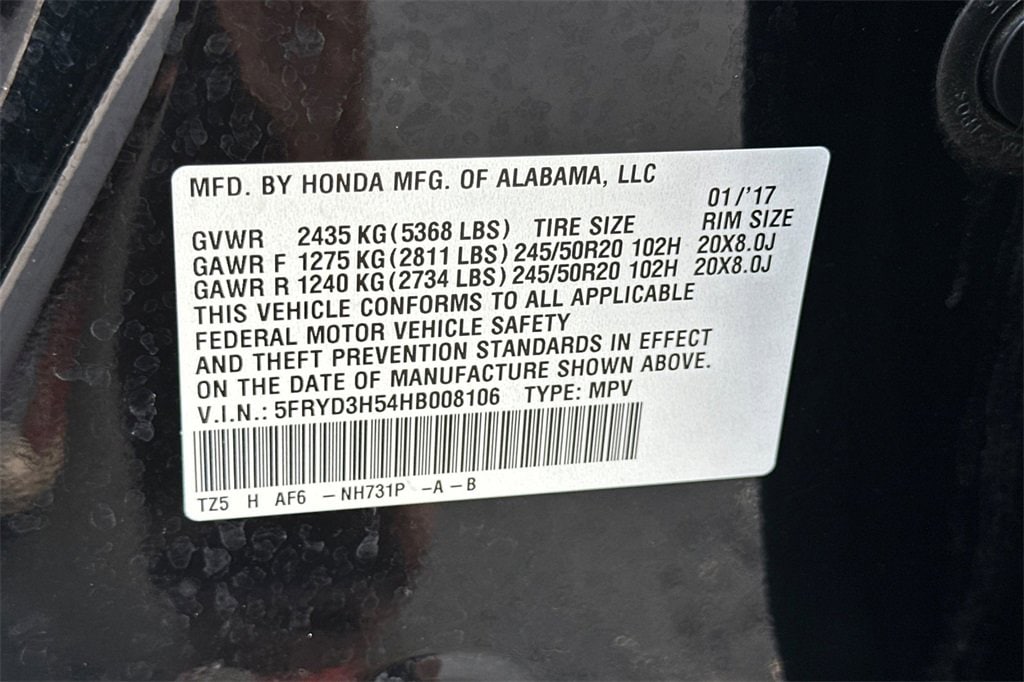 MFD. BY HONDA MFG. OF ALABAMA, LLC
01/'17
GVWR 2435 KG (5368 LBS) TIRE SIZE RIM SIZE
GAWR F 1275 KG (2811 LBS) 245/50R20 102H 20X8.0J
GAWR R 1240 KG (2734 LBS) 245/50R20 102H 20X8.0J
THIS VEHICLE CONFORMS TO ALL APPLICABLE
FEDERAL MOTOR VEHICLE SAFETY
AND THEFT PREVENTION STANDARDS IN EFFECT
ON THE DATE OF MANUFACTURE SHOWN ABOVE.
V.I.N.: 5FRYD3H54HB008106 TYPE: MPV
TZ5 H AF6 -NH731P -A-B